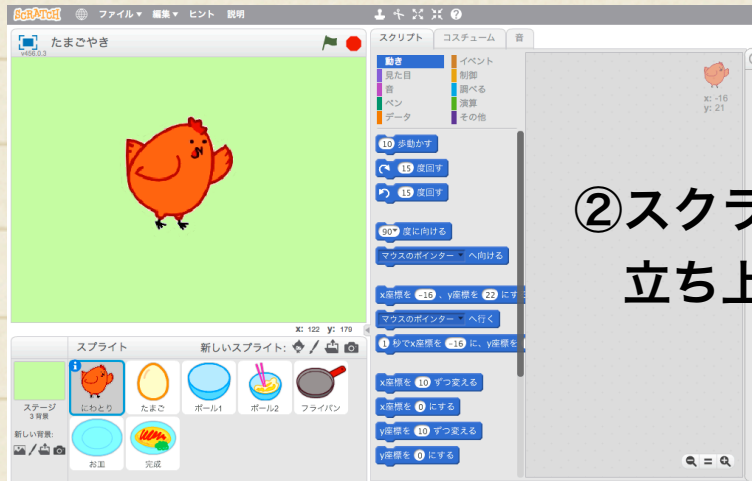 SCRATCH ファイル▼ 編集▼ ヒント 説明
たまごやき
v456.0.3
スクリプト コスチューム 音
動き イベント
見た目 制御
音 調べる
ペン 演算
データ その他
x: -16
y: 21
10 歩動かす
15 度回す
15 度回す
90▼ 度に向ける
マウスのポインター▼ へ向ける
x座標を -16 、y座標を 22 にす
マウスのポインター▼ へ行く
1 秒でx座標を -16 に、y座標を
x座標を 10 ずつ変える
x座標を 0 にする
y座標を 10 ずつ変える
y座標を 0 にする
②スクラ
立ち上
X: 122 y: 179
スプライト 新しいスプライト:
ステージ
3 背景
新しい背景:
にわとり たまご ボール1 ボール2 フライパン
お皿 完成